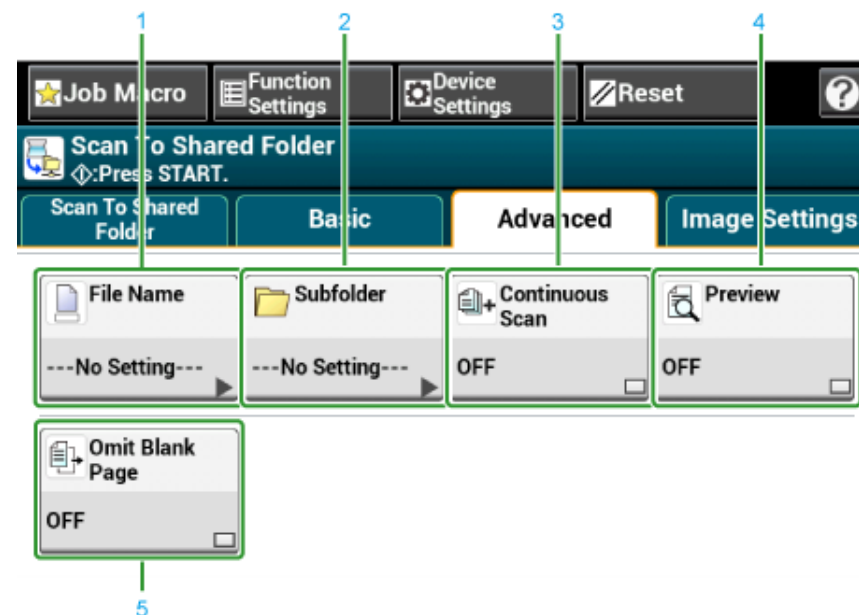 1 2 3 4
Job Macro Function Settings Device Settings Reset ?
Scan To Shared Folder
:Press START.
Scan To Shared Folder Basic Advanced Image Settings
File Name Subfolder Continuous Scan Preview
---No Setting--- ---No Setting--- OFF OFF
Omit Blank
Page
OFF
5